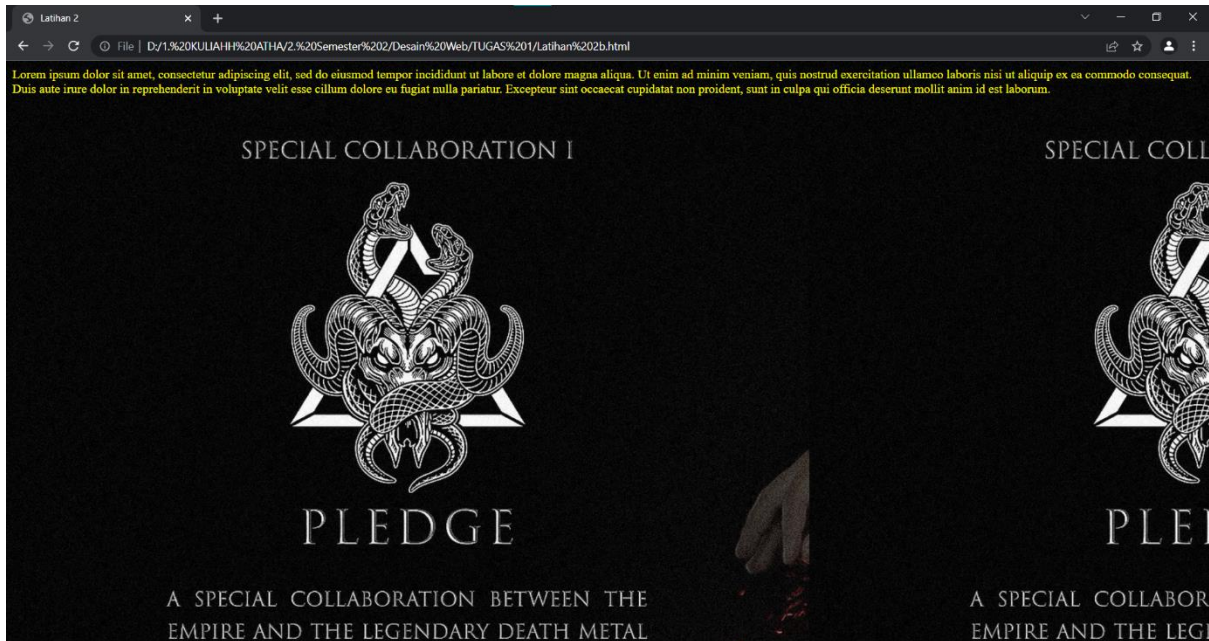 Latihan 2
File | D:/1.%20KULIAHH%20ATHA/2.%20Semester%202/Desain%20Web/TUGAS%201/Latihan%202b.html
Lorem ipsum dolor sit amet, consectetur adipiscing elit, sed do eiusmod tempor incididunt ut labore et dolore magna aliqua. Ut enim ad minim veniam, quis nostrud exercitation ullamco laboris nisi ut aliquip ex ea commodo consequat.
Duis aute irure dolor in reprehenderit in voluptate velit esse cillum dolore eu fugiat nulla pariatur. Excepteur sint occaecat cupidatat non proident, sunt in culpa qui officia deserunt mollit anim id est laborum.
SPECIAL COLLABORATION I
PLEDGE
A SPECIAL COLLABORATION BETWEEN THE
EMPIRE AND THE LEGENDARY DEATH METAL
SPECIAL COLL
PLE
A SPECIAL COLLABOR
EMPIRE AND THE LEG